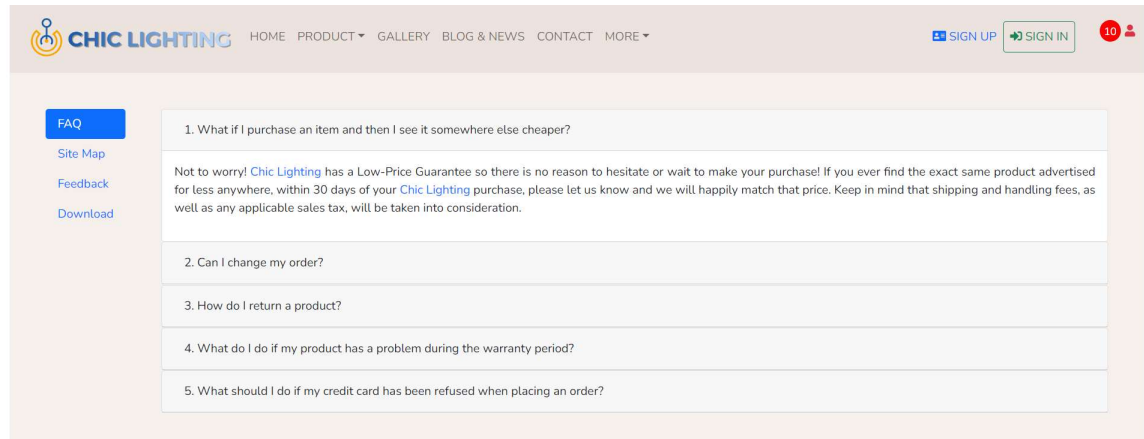 CHIC LIGHTING HOME PRODUCT GALLERY BLOG & NEWS CONTACT MORE SIGN UP SIGN IN 10
FAQ
Site Map
Feedback
Download
1. What if I purchase an item and then I see it somewhere else cheaper?
Not to worry! Chic Lighting has a Low-Price Guarantee so there is no reason to hesitate or wait to make your purchase! If you ever find the exact same product advertised
for less anywhere, within 30 days of your Chic Lighting purchase, please let us know and we will happily match that price. Keep in mind that shipping and handling fees, as
well as any applicable sales tax, will be taken into consideration.
2. Can I change my order?
3. How do I return a product?
4. What do I do if my product has a problem during the warranty period?
5. What should I do if my credit card has been refused when placing an order?